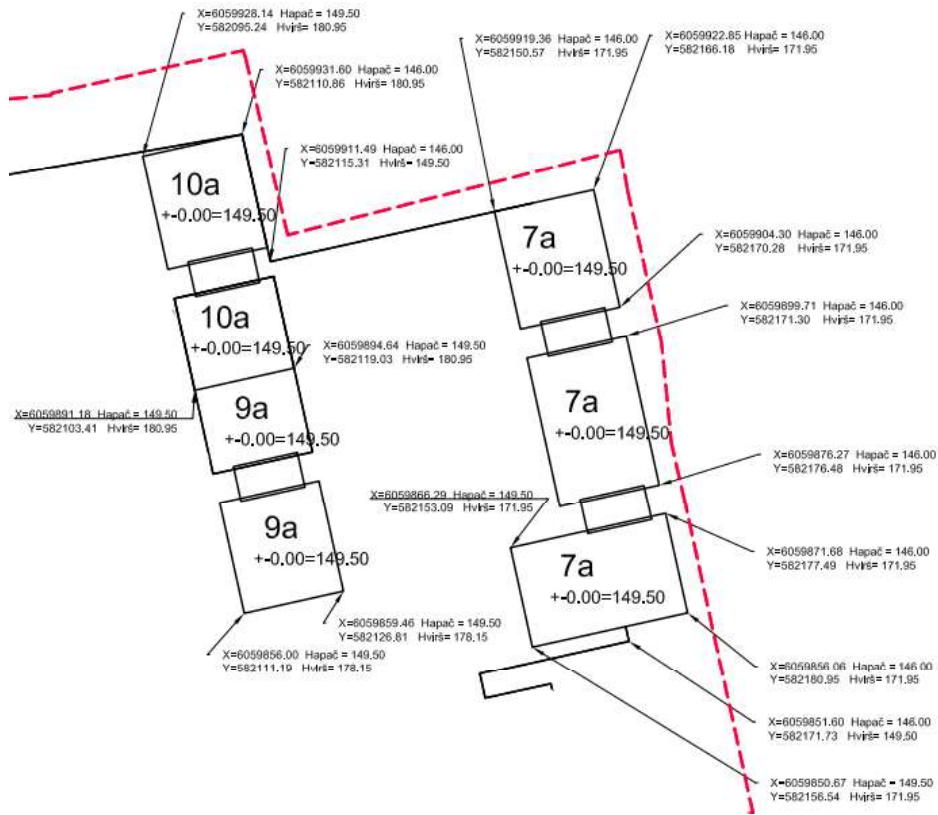 X=6059928.14 Hapač = 149.50
Y=582095.24 Hvirš= 180.95
X=6059931.60 Hapač = 146.00
Y=582110.86 Hvirš= 180.95
X=6059911.49 Hapač = 146.00
Y=582115.31 Hvirš= 149.50
X=6059919.36 Hapač = 146.00
Y=582150.57 Hvirš= 171.95
X=6059922.85 Hapač = 146.00
Y=582166.18 Hvirš= 171.95
10a
+-0.00=149.50
7a
+-0.00=149.50
X=6059904.30 Hapač = 146.00
Y=582170.28 Hvirš= 171.95
10a
+-0.00=149.50
X=6059899.71 Hapač = 146.00
Y=582171.30 Hvirš= 171.95
X=6059894.64 Hapač = 149.50
Y=582119.03 Hvirš= 180.95
X=6059891.18 Hapač = 149.50
Y=582103.41 Hvirš= 180.95
9a
+-0.00=149.50
7a
+-0.00=149.50
X=6059876.27 Hapač = 146.00
Y=582176.48 Hvirš= 171.95
X=6059866.29 Hapač = 149.50
Y=582153.09 Hvirš= 171.95
9a
+-0.00=149.50
X=6059871.68 Hapač = 146.00
Y=582177.49 Hvirš= 171.95
7a
+-0.00=149.50
X=6059859.46 Hapač = 149.50
Y=582126.81 Hvirš= 178.15
X=6059856.00 Hapač = 149.50
Y=582111.19 Hvirš= 178.15
X=6059856.06 Hapač = 146.00
Y=582180.95 Hvirš= 171.95
X=6059851.60 Hapač = 146.00
Y=582171.73 Hvirš= 149.50
X=6059850.67 Hapač = 149.50
Y=582156.54 Hvirš= 171.95